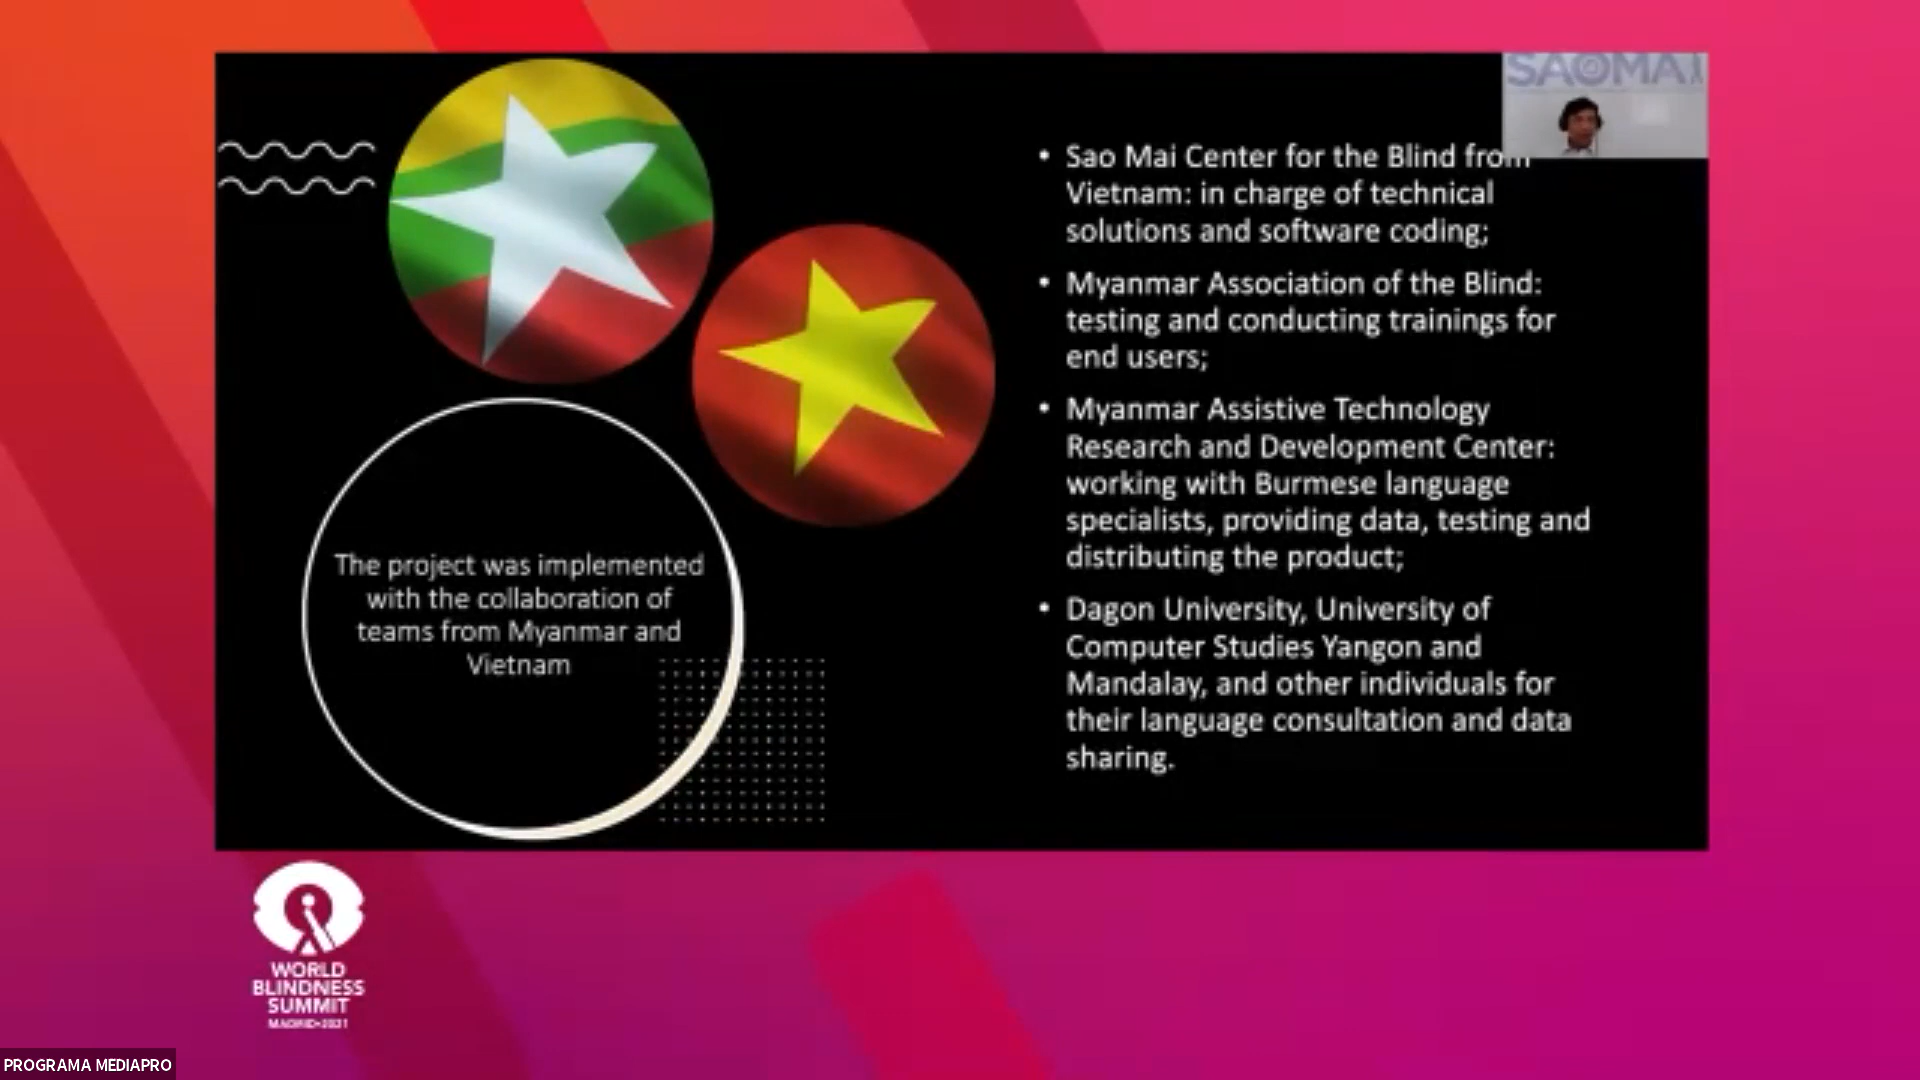 SAOMAI
• Sao Mai Center for the Blind from
Vietnam: in charge of technical
solutions and software coding;
• Myanmar Association of the Blind:
testing and conducting trainings for
end users;
• Myanmar Assistive Technology
Research and Development Center:
working with Burmese language
specialists, providing data, testing and
distributing the product;
• Dagon University, University of
Computer Studies Yangon and
Mandalay, and other individuals for
their language consultation and data
sharing.
The project was implemented
with the collaboration of
teams from Myanmar and
Vietnam
WORLD
BLINDNESS
SUMMIT
MADRID•2021
PROGRAMA MEDIAPRO